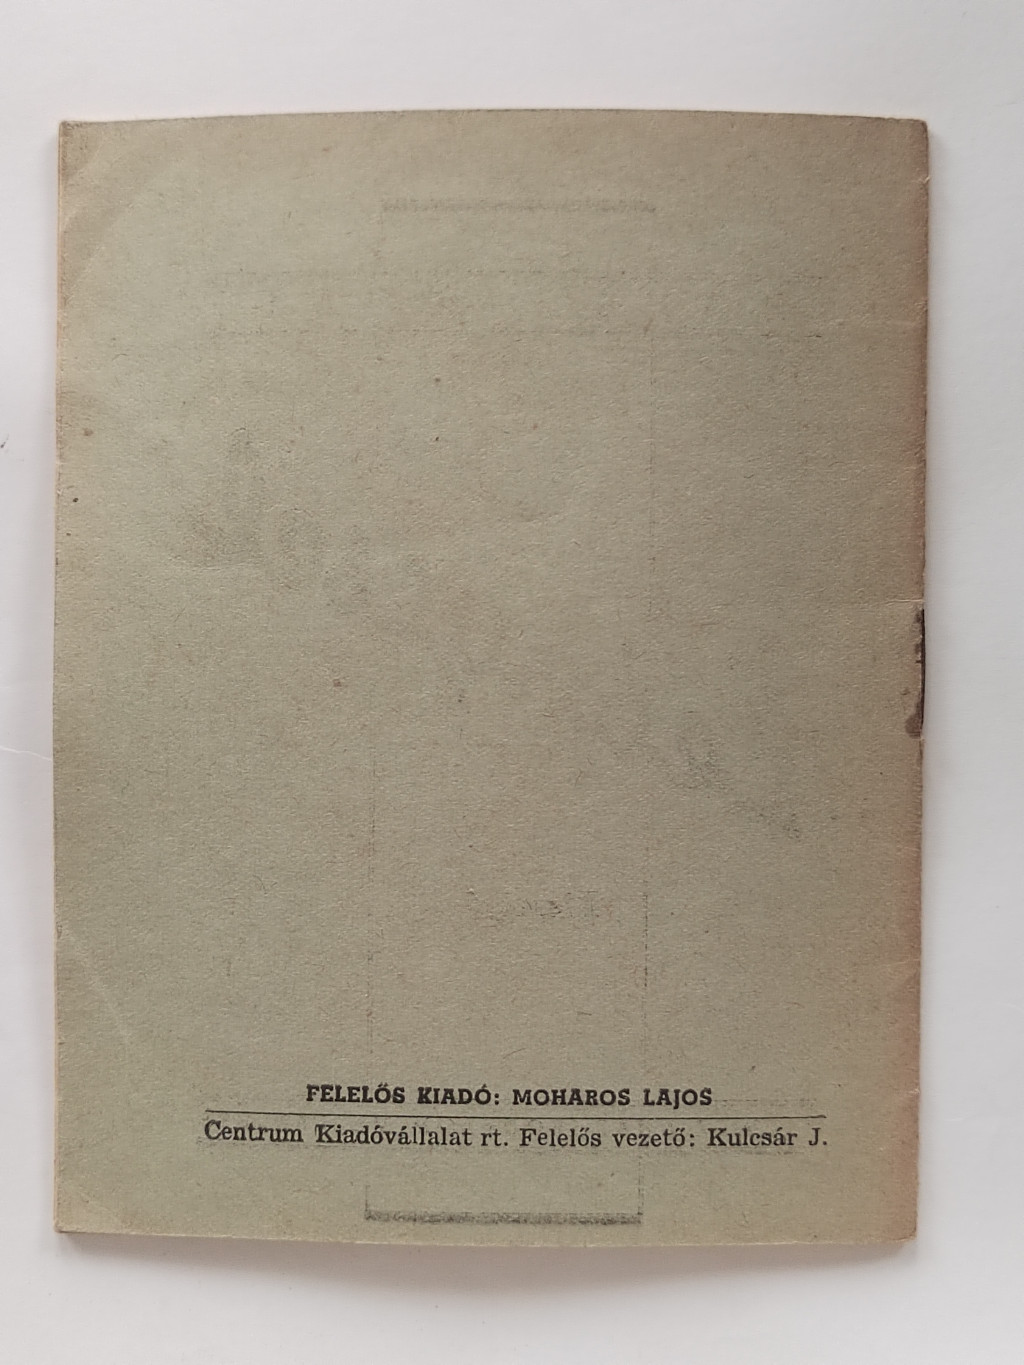 FELELŐS KIADÓ: MOHAROS LAJOS
Centrum Kiadóvállalat rt. Felelős vezető: Kulcsár J.